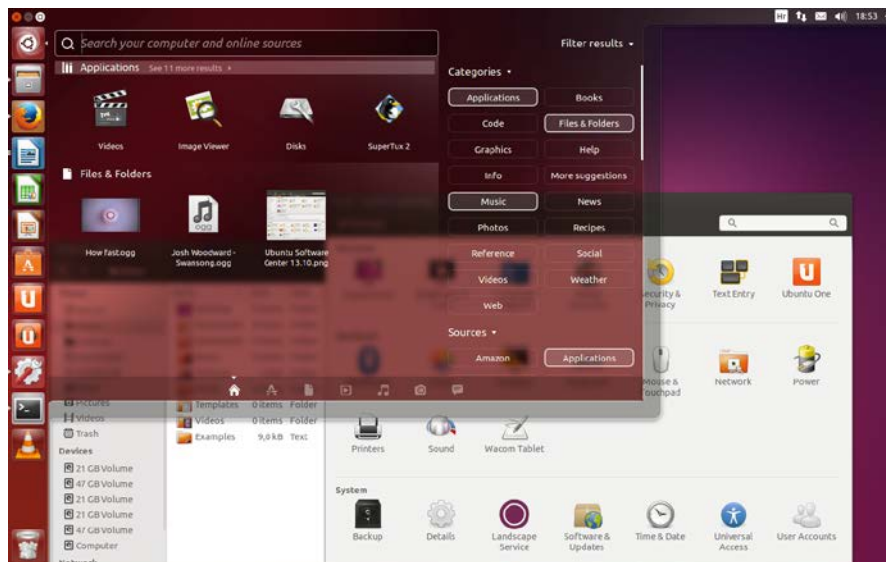 Hr 18:53
Search your computer and online sources
Filter results
Applications See 11 more results
Videos Image Viewer Disks SuperTux 2
Files & Folders
How fast.ogg Josh Woodward - Swansong.ogg Ubuntu Software Center 13.10.png
ogg
Categories
Applications Books
Code Files & Folders
Graphics Help
Info More suggestions
Music News
Photos Recipes
Reference Social
Videos Weather
Web
Sources
Amazon Applications
Security & Privacy Text Entry Ubuntu One
Mouse & Touchpad Network Power
Pictures
Videos
Trash
Devices
21 GB Volume
47 GB Volume
21 GB Volume
21 GB Volume
47 GB Volume
Computer
Network
Templates 0 items Folder
Videos 0 items Folder
Examples 9,0 kB Text
Printers Sound Wacom Tablet
System
Backup Details Landscape Service Software & Updates Time & Date Universal Access User Accounts